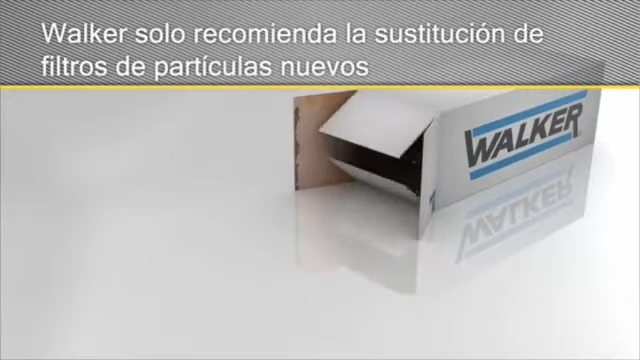 Walker solo recomienda la sustitución de
filtros de partículas nuevos
WALKER